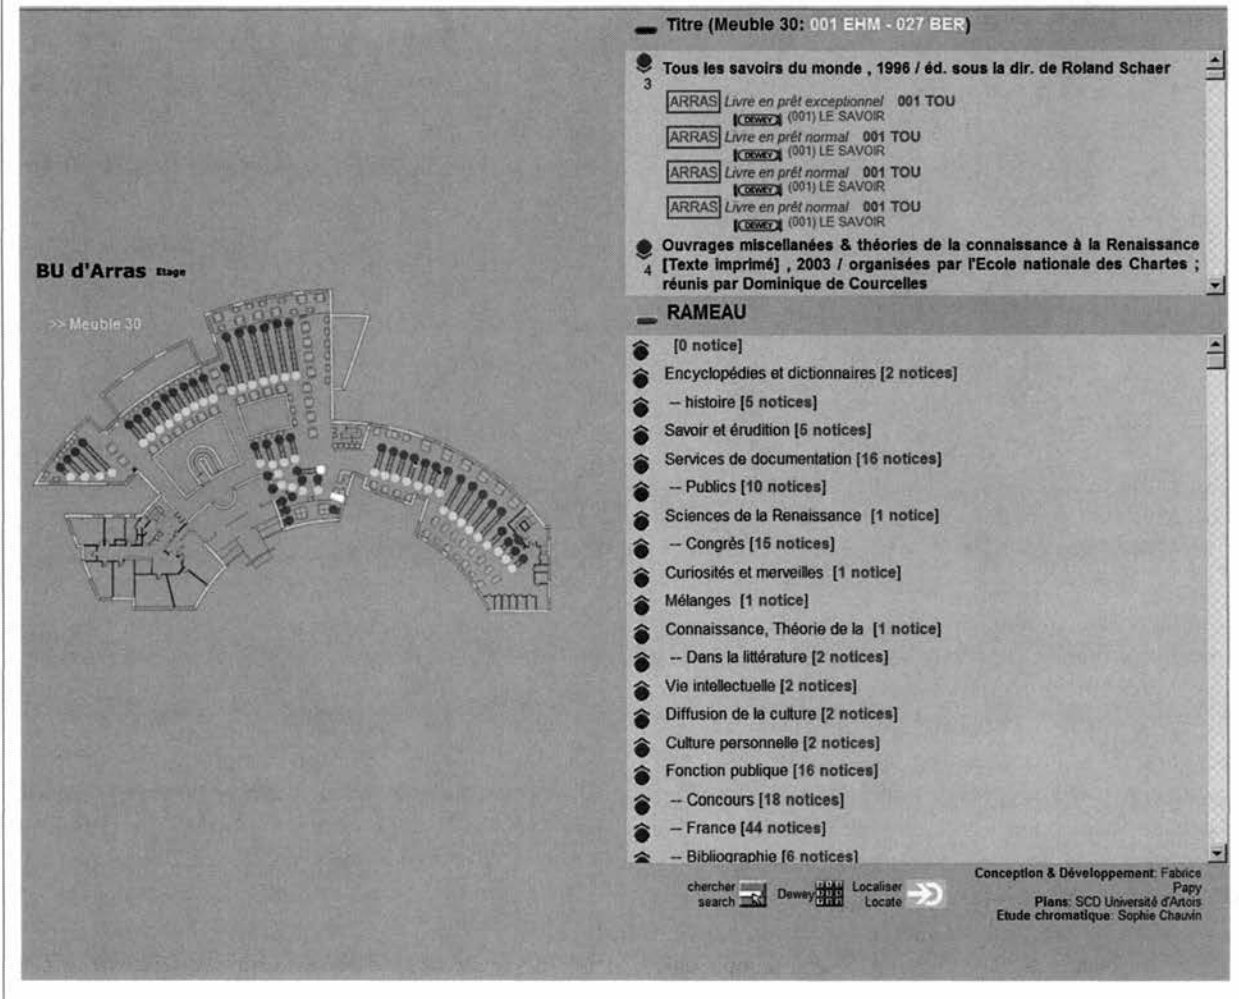 Titre (Meuble 30: 001 EHM - 027 BER)
3 Tous les savoirs du monde , 1996 / éd. sous la dir. de Roland Schaer
ARRAS Livre en prêt exceptionnel 001 TOU
DEWEY (001) LE SAVOIR
ARRAS Livre en prêt normal 001 TOU
DEWEY (001) LE SAVOIR
ARRAS Livre en prêt normal 001 TOU
DEWEY (001) LE SAVOIR
ARRAS Livre en prêt normal 001 TOU
DEWEY (001) LE SAVOIR
Ouvrages miscellanées & théories de la connaissance à la Renaissance
4 [Texte imprimé] , 2003 / organisées par l'Ecole nationale des Chartes ;
réunis par Dominique de Courcelles
BU d'Arras Etage
>> Meuble 30
RAMEAU
[0 notice]
Encyclopédies et dictionnaires [2 notices]
-- histoire [5 notices]
Savoir et érudition [5 notices]
Services de documentation [16 notices]
-- Publics [10 notices]
Sciences de la Renaissance [1 notice]
-- Congrès [15 notices]
Curiosités et merveilles [1 notice]
Mélanges [1 notice]
Connaissance, Théorie de la [1 notice]
-- Dans la littérature [2 notices]
Vie intellectuelle [2 notices]
Diffusion de la culture [2 notices]
Culture personnelle [2 notices]
Fonction publique [16 notices]
-- Concours [18 notices]
-- France [44 notices]
-- Bibliographie [6 notices]
chercher
search
Dewey
Localiser
Locate
Conception & Développement: Fabrice
Papy
Plans: SCD Université d'Artois
Etude chromatique: Sophie Chauvin